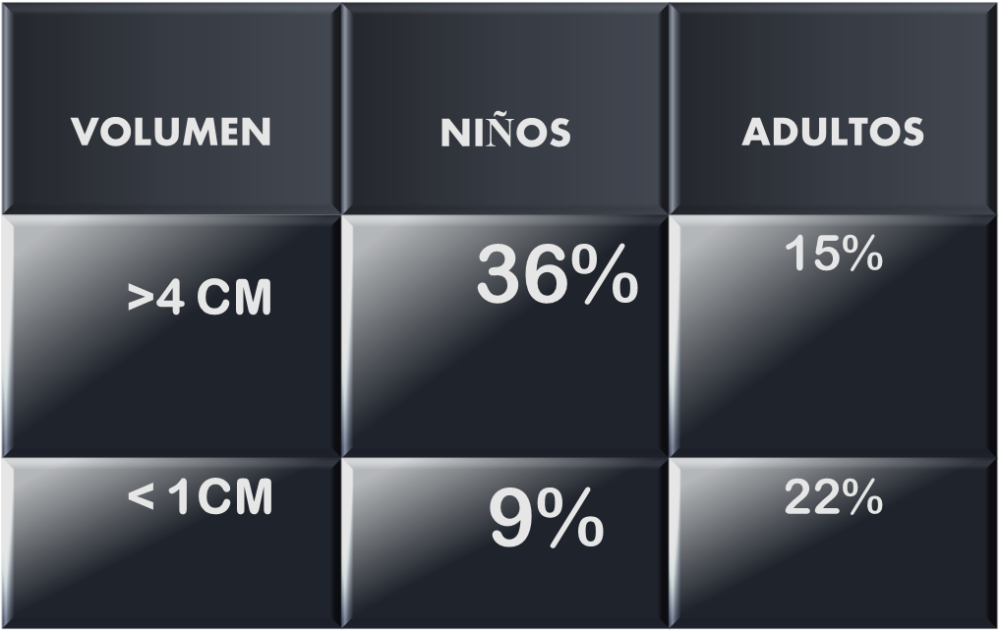 VOLUMEN NIÑOS ADULTOS
>4 CM 36% 15%
< 1CM 9% 22%